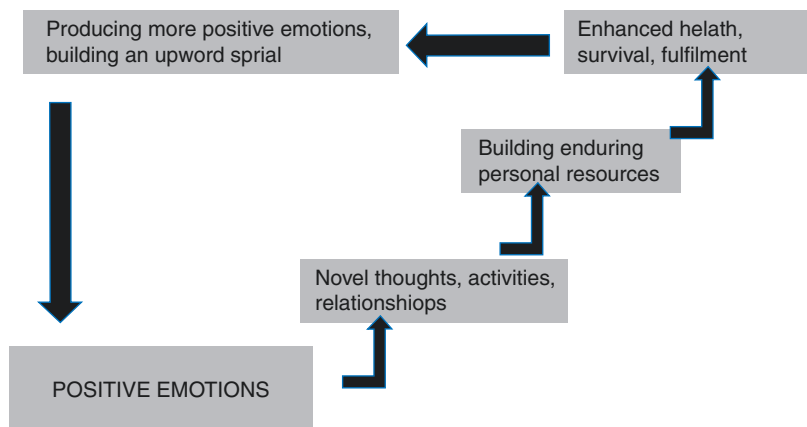 Producing more positive emotions,
building an upword sprial
Enhanced helath,
survival, fulfilment
Building enduring
personal resources
Novel thoughts, activities,
relationshiops
POSITIVE EMOTIONS